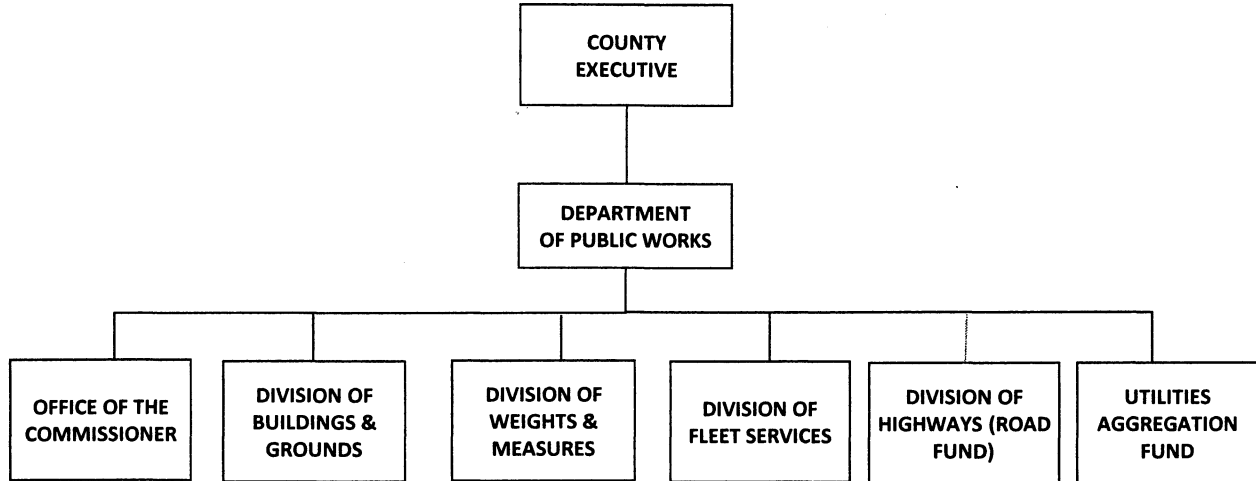 COUNTY
EXECUTIVE
DEPARTMENT
OF PUBLIC WORKS
OFFICE OF THE
COMMISSIONER
DIVISION OF
BUILDINGS &
GROUNDS
DIVISION OF
WEIGHTS &
MEASURES
DIVISION OF
FLEET SERVICES
DIVISION OF
HIGHWAYS (ROAD
FUND)
UTILITIES
AGGREGATION
FUND